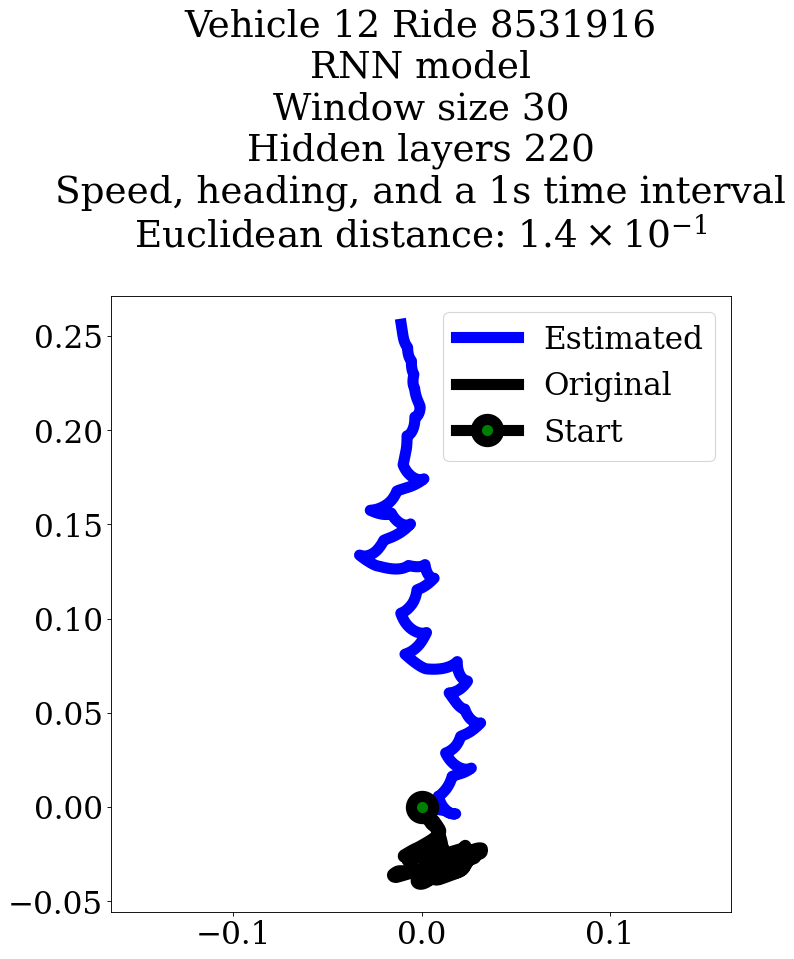 Vehicle 12 Ride 8531916
RNN model
Window size 30
Hidden layers 220
Speed, heading, and a 1s time interval
Euclidean distance: 1.4 × 10⁻¹
Estimated
Original
Start
0.25
0.20
0.15
0.10
0.05
0.00
−0.05
−0.1
0.0
0.1